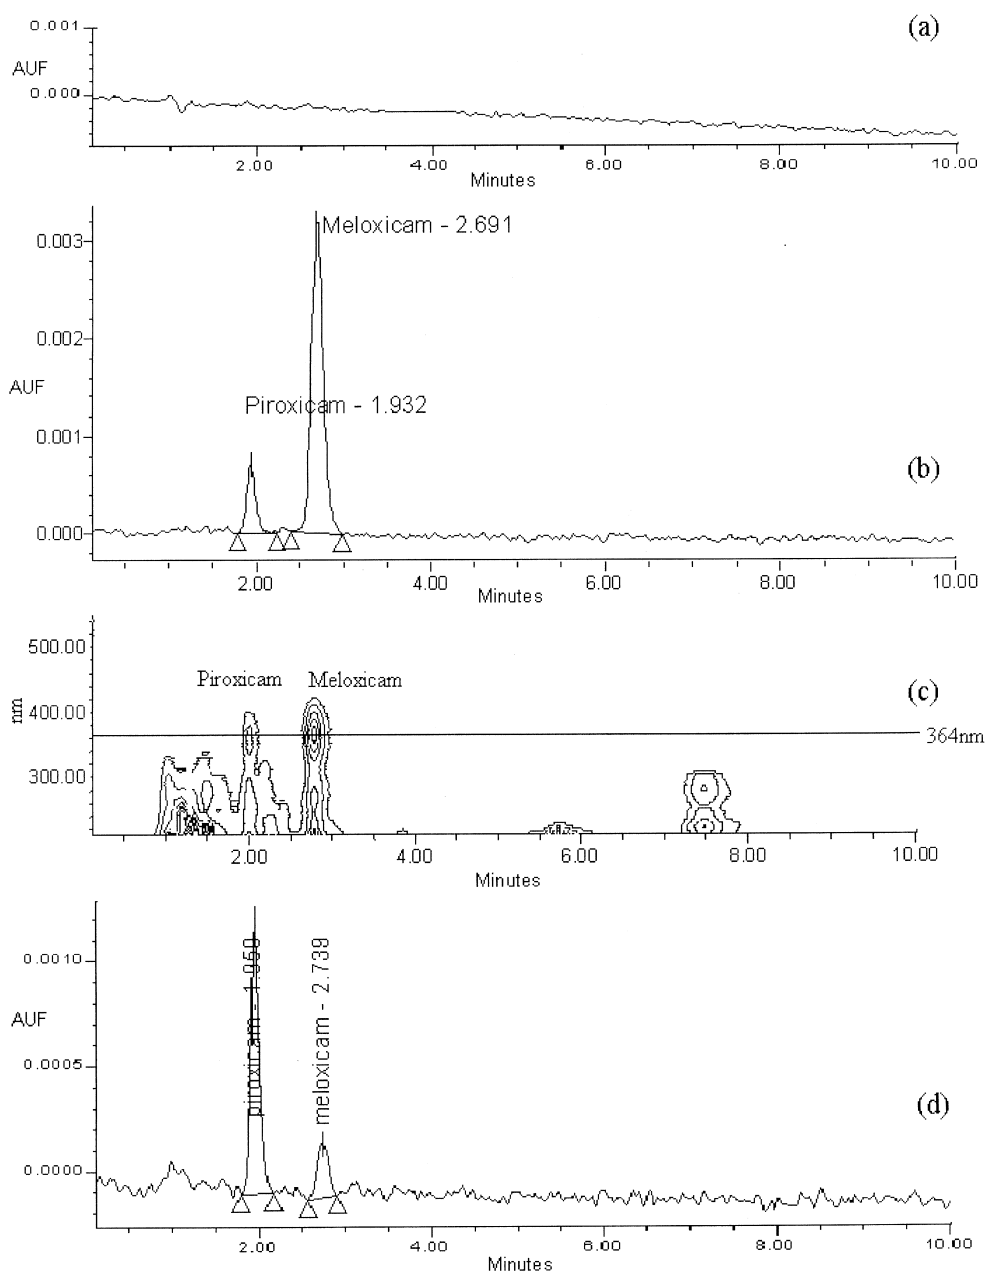 0.001
(a)
AUF
0.000
2.00 4.00 6.00 8.00 10.00
Minutes
Meloxicam - 2.691
0.003
0.002
AUF
Piroxicam - 1.932
0.001
(b)
0.000
2.00 4.00 6.00 8.00 10.00
Minutes
500.00
Piroxicam Meloxicam
(c)
400.00
nm
364nm
300.00
2.00 4.00 6.00 8.00 10.00
Minutes
piroxicam - 1.960
meloxicam - 2.739
0.0010
AUF
0.0005
(d)
0.0000
2.00 4.00 6.00 8.00 10.00
Minutes